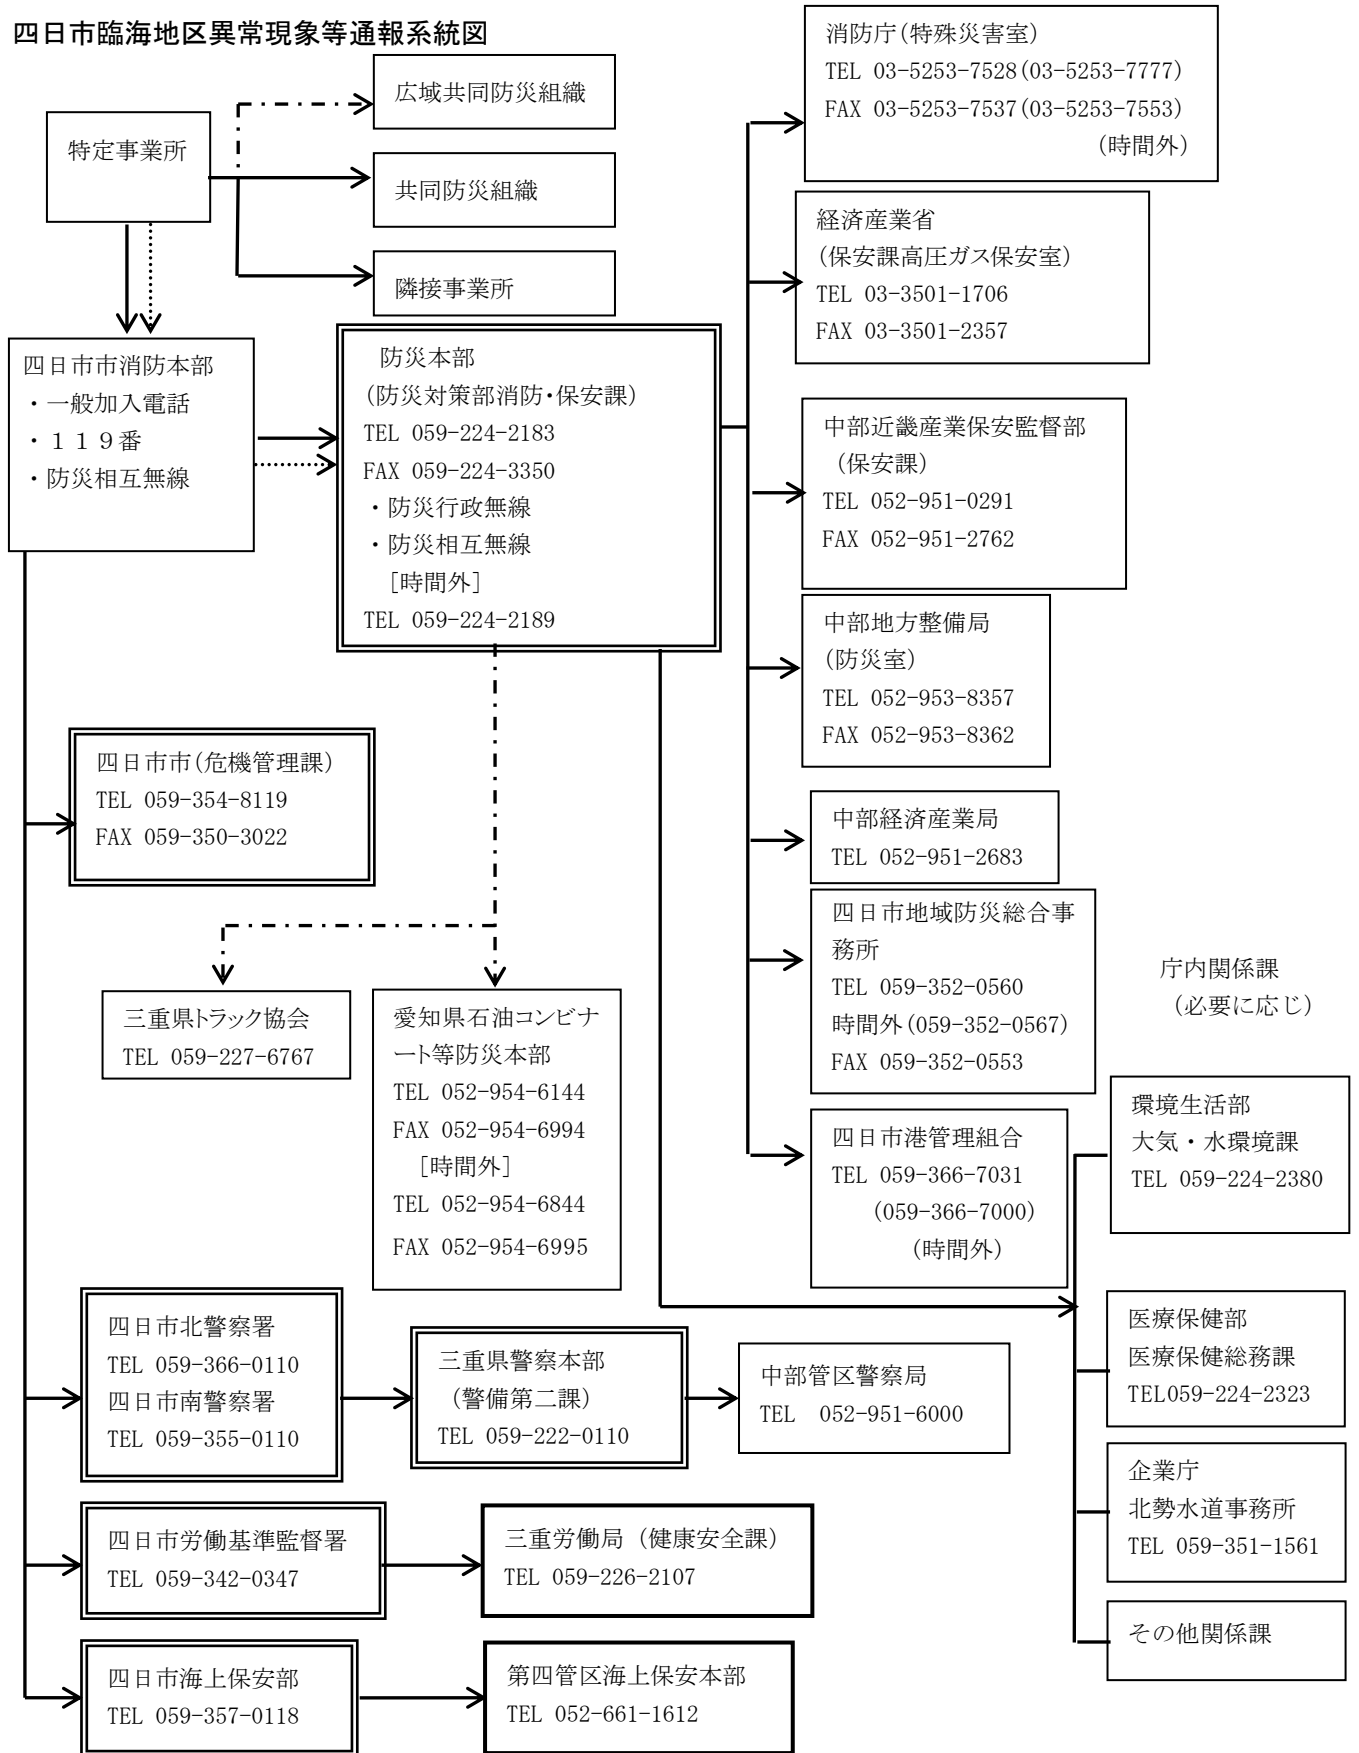 四日市臨海地区異常現象等通報系統図
特定事業所
広域共同防災組織
共同防災組織
隣接事業所
四日市市消防本部
・一般加入電話
・１１９番
・防災相互無線
防災本部
(防災対策部消防・保安課)
TEL 059-224-2183
FAX 059-224-3350
・防災行政無線
・防災相互無線
[時間外]
TEL 059-224-2189
消防庁(特殊災害室)
TEL 03-5253-7528(03-5253-7777)
FAX 03-5253-7537(03-5253-7553)
(時間外)
経済産業省
(保安課高圧ガス保安室)
TEL 03-3501-1706
FAX 03-3501-2357
中部近畿産業保安監督部
(保安課)
TEL 052-951-0291
FAX 052-951-2762
中部地方整備局
(防災室)
TEL 052-953-8357
FAX 052-953-8362
中部経済産業局
TEL 052-951-2683
四日市地域防災総合事
務所
TEL 059-352-0560
時間外(059-352-0567)
FAX 059-352-0553
四日市港管理組合
TEL 059-366-7031
(059-366-7000)
(時間外)
四日市市(危機管理課)
TEL 059-354-8119
FAX 059-350-3022
三重県トラック協会
TEL 059-227-6767
愛知県石油コンビナ
ート等防災本部
TEL 052-954-6144
FAX 052-954-6994
[時間外]
TEL 052-954-6844
FAX 052-954-6995
庁内関係課
(必要に応じ)
環境生活部
大気・水環境課
TEL 059-224-2380
医療保健部
医療保健総務課
TEL059-224-2323
企業庁
北勢水道事務所
TEL 059-351-1561
その他関係課
四日市北警察署
TEL 059-366-0110
四日市南警察署
TEL 059-355-0110
三重県警察本部
(警備第二課)
TEL 059-222-0110
中部管区警察局
TEL 052-951-6000
四日市労働基準監督署
TEL 059-342-0347
三重労働局 (健康安全課)
TEL 059-226-2107
四日市海上保安部
TEL 059-357-0118
第四管区海上保安本部
TEL 052-661-1612